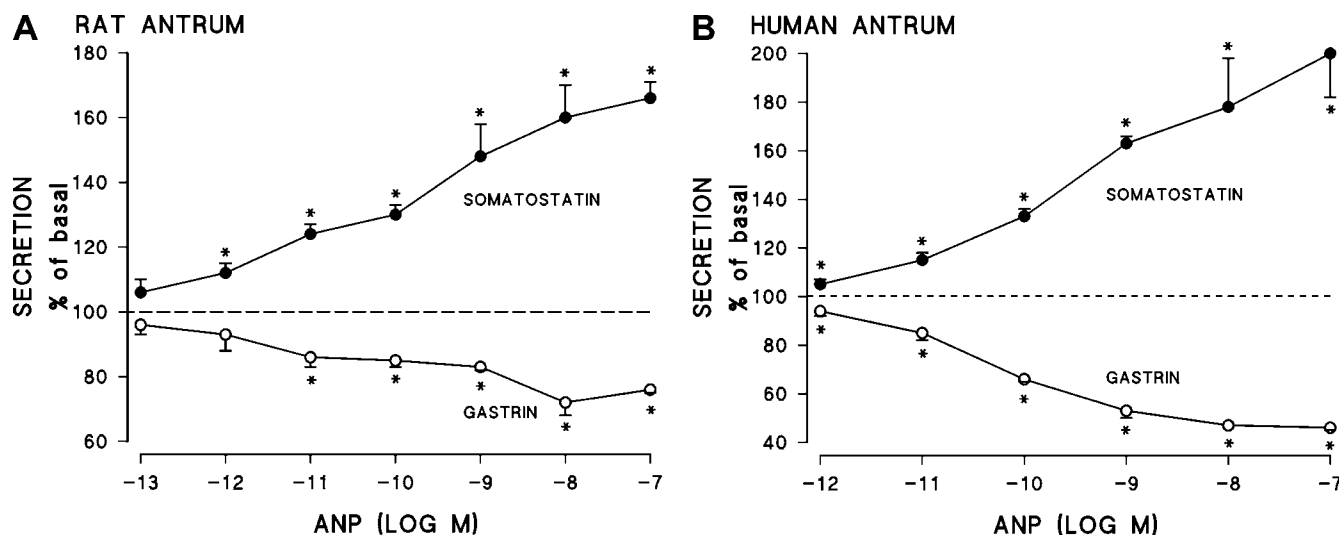 A RAT ANTRUM
SECRETION
% of basal
180
160
140
120
100
80
60
* * * * * *
SOMATOSTATIN
GASTRIN
* * * * *
-13 -12 -11 -10 -9 -8 -7
ANP (LOG M)
B HUMAN ANTRUM
SECRETION
% of basal
200
180
160
140
120
100
80
60
40
* * * * * *
SOMATOSTATIN
GASTRIN
* * * * * *
-12 -11 -10 -9 -8 -7
ANP (LOG M)